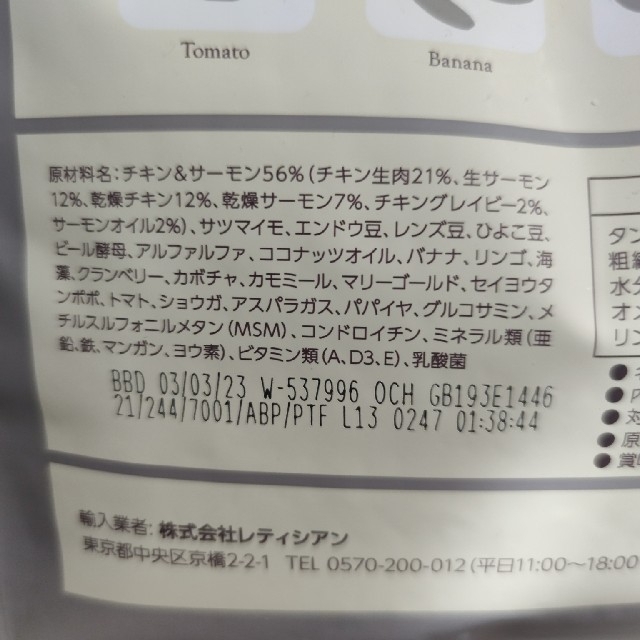 Tomato
Banana
原材料名:チキン&サーモン56%(チキン生肉21%、生サーモン
12%、乾燥チキン12%、乾燥サーモン7%、チキングレイビー2%、
サーモンオイル2%)、サツマイモ、エンドウ豆、レンズ豆、ひよこ豆、
ビール酵母、アルファルファ、ココナッツオイル、バナナ、リンゴ、海
藻、クランベリー、カボチャ、カモミール、マリーゴールド、セイヨウタ
ンポポ、トマト、ショウガ、アスパラガス、パパイヤ、グルコサミン、メ
チルスルフォニルメタン(MSM)、コンドロイチン、ミネラル類(亜
鉛、鉄、マンガン、ヨウ素)、ビタミン類(A、D3、E)、乳酸菌
BBD 03/03/23 W-537996 OCH GB193E1446
21/244/7001/ABP/PTF L13 0247 01:38:44
タン
粗
水分
オメ
リン
●
● 内
● 対
● 原
● 賞味
輸入業者:株式会社レティシアン
東京都中央区京橋2-2-1 TEL 0570-200-012(平日11:00～18:00